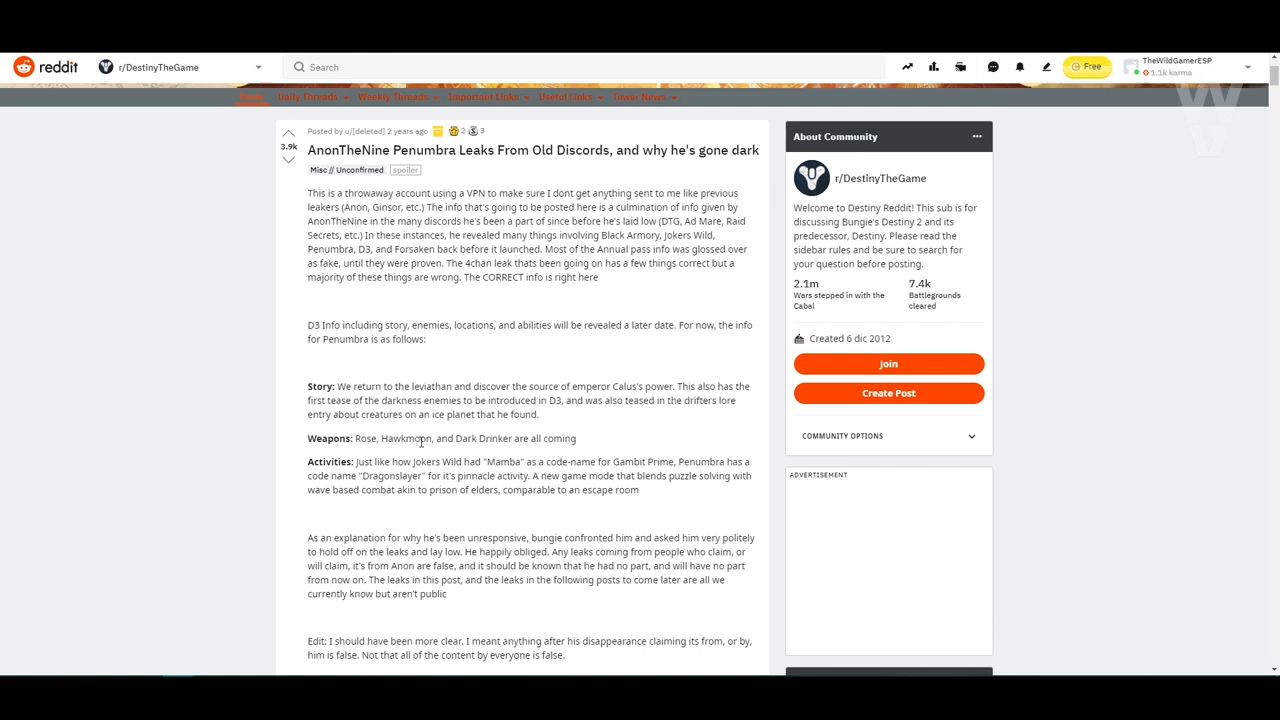 reddit
r/DestinyTheGame
Search
Free
TheWildGamerESP
1.1k karma
Posts
Daily Threads
Weekly Threads
Important Links
Useful Links
Tower News
Posted by u/[deleted] 2 years ago
2
3
3.9k
AnonTheNine Penumbra Leaks From Old Discords, and why he's gone dark
Misc // Unconfirmed
spoiler
This is a throwaway account using a VPN to make sure I dont get anything sent to me like previous
leakers (Anon, Ginsor, etc.) The info that's going to be posted here is a culmination of info given by
AnonTheNine in the many discords he's been a part of since before he's laid low (DTG, Ad Mare, Raid
Secrets, etc.) In these instances, he revealed many things involving Black Armory, Jokers Wild,
Penumbra, D3, and Forsaken back before it launched. Most of the Annual pass info was glossed over
as fake, until they were proven. The 4chan leak thats been going on has a few things correct but a
majority of these things are wrong. The CORRECT info is right here
D3 Info including story, enemies, locations, and abilities will be revealed a later date. For now, the info
for Penumbra is as follows:
Story: We return to the leviathan and discover the source of emperor Calus's power. This also has the
first tease of the darkness enemies to be introduced in D3, and was also teased in the drifters lore
entry about creatures on an ice planet that he found.
Weapons: Rose, Hawkmoon, and Dark Drinker are all coming
Activities: Just like how Jokers Wild had "Mamba" as a code-name for Gambit Prime, Penumbra has a
code name "Dragonslayer" for it's pinnacle activity. A new game mode that blends puzzle solving with
wave based combat akin to prison of elders, comparable to an escape room
As an explanation for why he's been unresponsive, bungie confronted him and asked him very politely
to hold off on the leaks and lay low. He happily obliged. Any leaks coming from people who claim, or
will claim, it's from Anon are false, and it should be known that he had no part, and will have no part
from now on. The leaks in this post, and the leaks in the following posts to come later are all we
currently know but aren't public
Edit: I should have been more clear. I meant anything after his disappearance claiming its from, or by,
him is false. Not that all of the content by everyone is false.
About Community
r/DestinyTheGame
Welcome to Destiny Reddit! This sub is for
discussing Bungie's Destiny 2 and its
predecessor, Destiny. Please read the
sidebar rules and be sure to search for
your question before posting.
2.1m
Wars stepped in with the
Cabal
7.4k
Battlegrounds
cleared
Created 6 dic 2012
Join
Create Post
COMMUNITY OPTIONS
ADVERTISEMENT